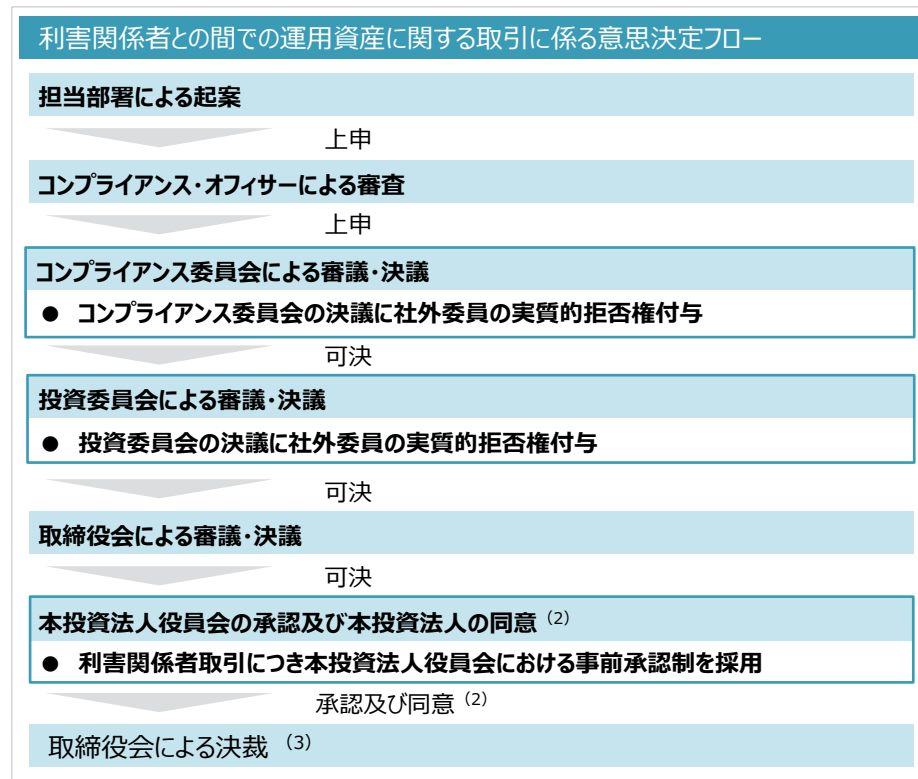 利害関係者との間での運用資産に関する取引に係る意思決定フロー
担当部署による起案
上申
コンプライアンス・オフィサーによる審査
上申
コンプライアンス委員会による審議・決議
● コンプライアンス委員会の決議に社外委員の実質的拒否権付与
可決
投資委員会による審議・決議
● 投資委員会の決議に社外委員の実質的拒否権付与
可決
取締役会による審議・決議
可決
本投資法人役員会の承認及び本投資法人の同意 (2)
● 利害関係者取引につき本投資法人役員会における事前承認制を採用
承認及び同意 (2)
取締役会による決裁 (3)